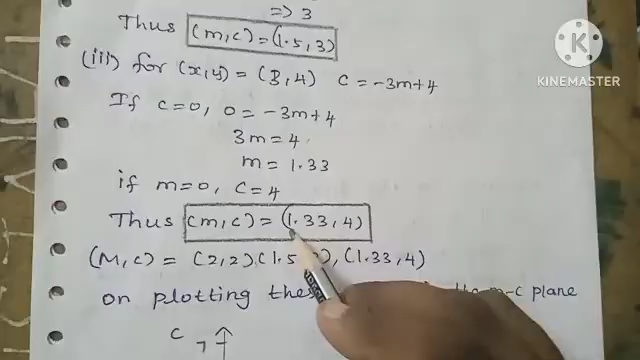 => 3
Thus (m,c) = (1.5,3)
(iii) for (x,y) = (3,4) c = -3m+4
If c=0, 0 = -3m+4
3m = 4
m = 1.33
if m=0, c=4
Thus (m,c) = (1.33,4)
(M,c) = (2,2) (1.5, ), (1.33,4)
on plotting m-c plane
c
KINEMASTER